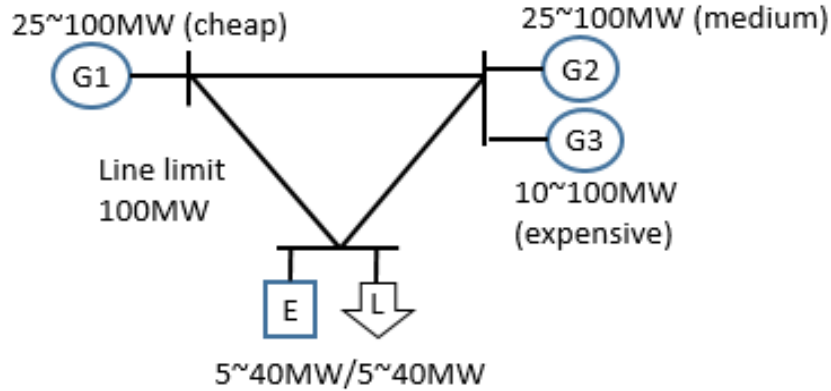 25~100MW (cheap)
25~100MW (medium)
G1
G2
G3
Line limit
100MW
10~100MW
(expensive)
E
L
5~40MW/5~40MW